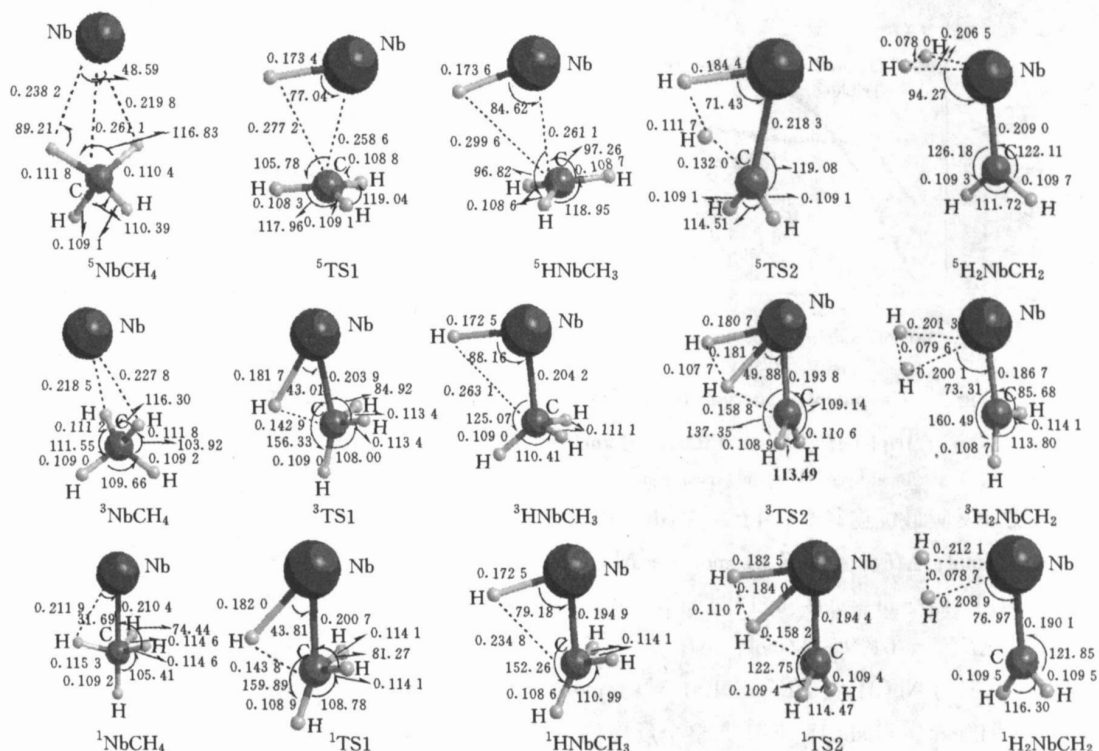 Nb
48.59
0.238 2
0.219 8
89.21
0.261 1
116.83
0.111 8
C
0.110 4
H
H
0.109 1
110.39
⁵NbCH₄
0.173 4
Nb
H
77.04
0.277 2
0.258 6
105.78
C
0.108 8
H
H
0.108 3
119.04
0.109 1
H
117.96
⁵TS1
0.173 6
Nb
H
84.62
0.299 6
0.261 1
97.26
C
0.108 7
96.82
H
H
0.108 6
118.95
H
⁵HNbCH₃
0.184 4
Nb
H
71.43
0.111 7
H
0.218 3
0.132 0
C
119.08
0.109 1
0.109 1
H
114.51
H
⁵TS2
0.206 5
0.078 0
H
H
Nb
94.27
0.209 0
126.18
C
122.11
0.109 3
0.109 7
H
111.72
H
⁵H₂NbCH₂
Nb
0.227 8
0.218 5
H
116.30
C
H
0.111 2
0.111 8
111.55
103.92
0.109 0
0.109 2
H
109.66
H
³NbCH₄
Nb
0.181 7
0.203 9
43.01
84.92
H
C
H
0.113 4
0.142 9
H
156.33
0.113 4
0.109 0
108.00
H
³TS1
0.172 5
Nb
H
88.16
0.204 2
0.263 1
125.07
C
H
0.109 0
H
0.111 1
110.41
H
³HNbCH₃
0.180 7
Nb
H
0.181 7
0.107 7
49.88
0.193 8
H
C
0.158 8
109.14
137.35
0.110 6
0.108 9
H
H
113.49
³TS2
0.201 3
Nb
H
0.079 6
0.200 1
0.186 7
H
73.31
C
85.68
160.49
H
0.114 1
0.108 7
113.80
H
³H₂NbCH₂
Nb
0.211 9
0.210 4
31.69
H
74.44
H
C
H
0.114 6
0.115 3
0.114 6
0.109 2
105.41
H
¹NbCH₄
Nb
0.182 0
43.81
0.200 7
H
H
0.114 1
C
81.27
0.143 8
H
159.89
0.114 1
0.108 9
108.78
H
¹TS1
0.172 5
Nb
H
79.18
0.194 9
0.234 8
C
H
0.114 1
152.26
H
0.108 6
110.99
H
¹HNbCH₃
0.182 5
Nb
H
0.184 0
0.110 7
H
0.194 4
0.158 2
C
122.75
0.109 4
0.109 4
H
H
114.47
¹TS2
0.212 1
H
Nb
0.078 7
0.208 9
H
76.97
0.190 1
C
121.85
0.109 5
0.109 5
H
H
116.30
¹H₂NbCH₂